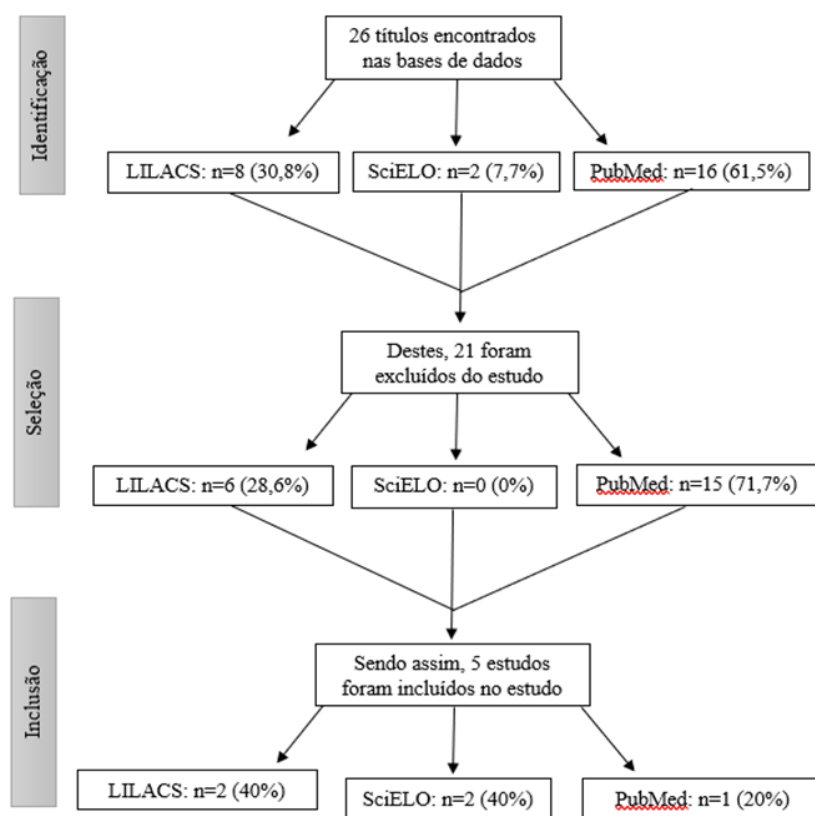 Identificação
26 títulos encontrados
nas bases de dados
LILACS: n=8 (30,8%)
SciELO: n=2 (7,7%)
PubMed: n=16 (61,5%)
Seleção
Destes, 21 foram
excluídos do estudo
LILACS: n=6 (28,6%)
SciELO: n=0 (0%)
PubMed: n=15 (71,7%)
Inclusão
Sendo assim, 5 estudos
foram incluídos no estudo
LILACS: n=2 (40%)
SciELO: n=2 (40%)
PubMed: n=1 (20%)